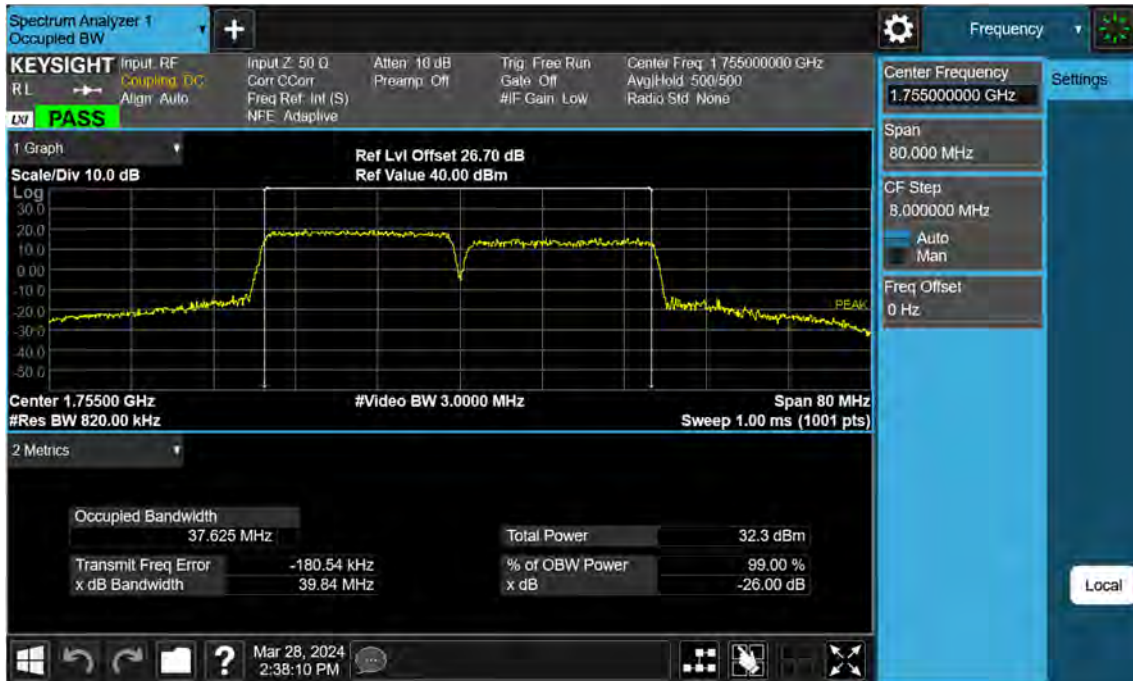 Spectrum Analyzer 1
Occupied BW
+
Frequency
KEYSIGHT
RL
LXI
PASS
Input: RF
Coupling: DC
Align: Auto
Input Z: 50 Ω
Corr CCorr
Freq Ref: Int (S)
NFE: Adaptive
Atten: 10 dB
Preamp: Off
Trig: Free Run
Gate: Off
#IF Gain: Low
Center Freq: 1.755000000 GHz
Avg|Hold: 500/500
Radio Std: None
Center Frequency
1.755000000 GHz
Settings
Span
80.000 MHz
CF Step
8.000000 MHz
Auto
Man
Freq Offset
0 Hz
1 Graph
Scale/Div 10.0 dB
Ref Lvl Offset 26.70 dB
Ref Value 40.00 dBm
Log
30.0
20.0
10.0
0.00
-10.0
-20.0
-30.0
-40.0
-50.0
PEAK
Center 1.75500 GHz
#Video BW 3.0000 MHz
Span 80 MHz
#Res BW 820.00 kHz
Sweep 1.00 ms (1001 pts)
2 Metrics
Occupied Bandwidth
37.625 MHz
Total Power 32.3 dBm
Transmit Freq Error -180.54 kHz
% of OBW Power 99.00 %
x dB Bandwidth 39.84 MHz
x dB -26.00 dB
Local
?
Mar 28, 2024
2:38:10 PM